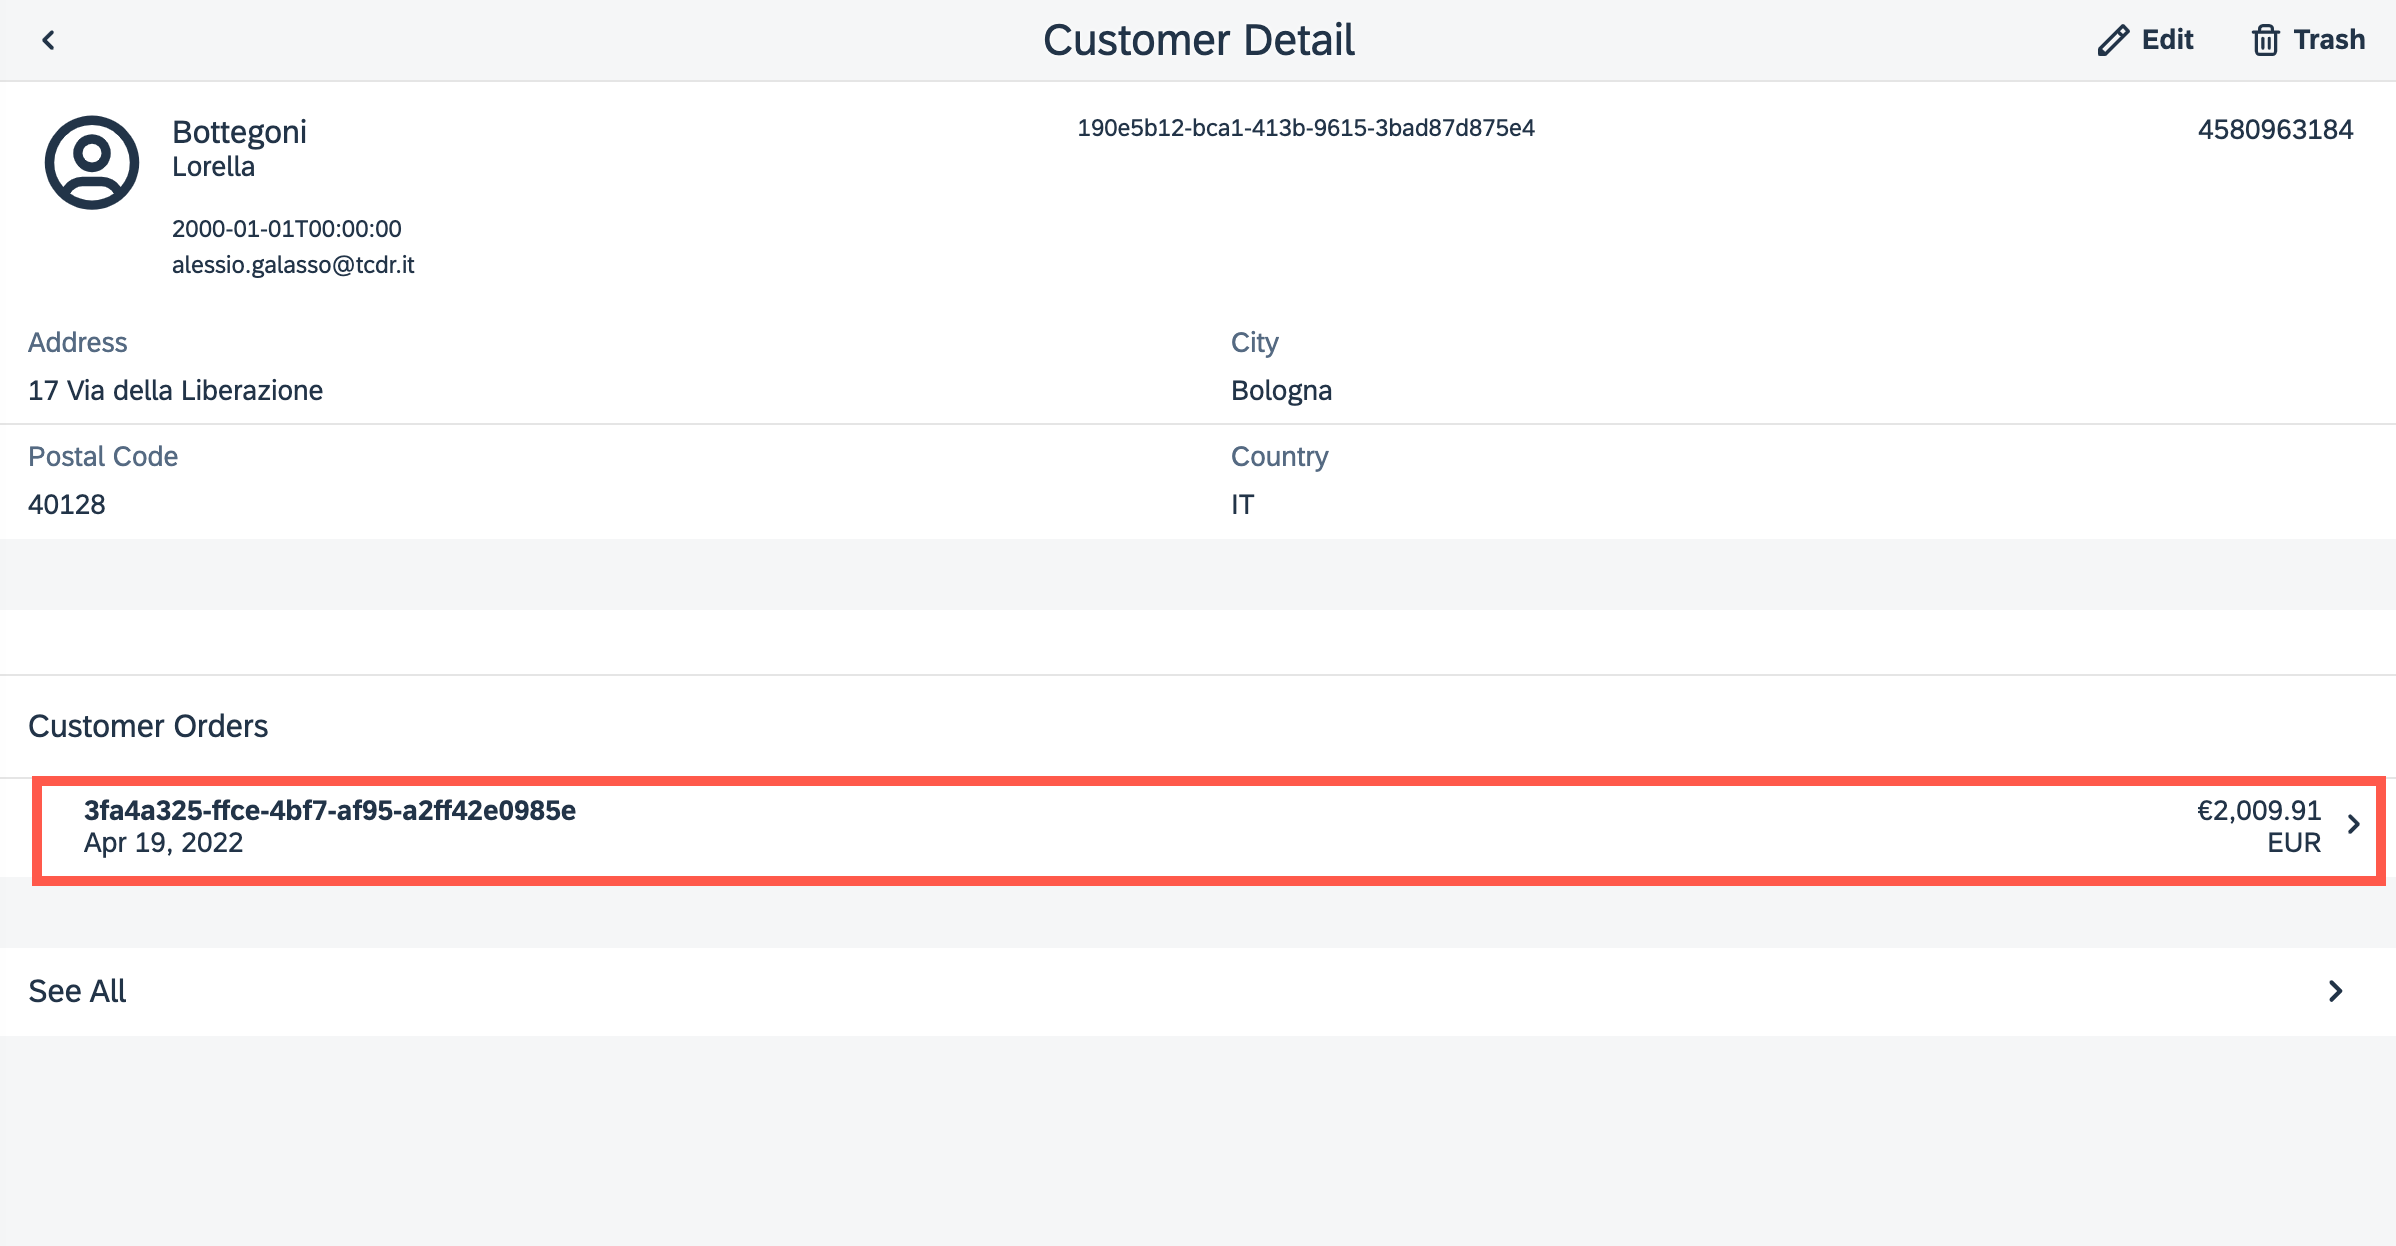 Customer Detail
Edit
Trash
Bottegoni
Lorella
190e5b12-bca1-413b-9615-3bad87d875e4
4580963184
2000-01-01T00:00:00
alessio.galasso@tcdr.it
Address
City
17 Via della Liberazione
Bologna
Postal Code
Country
40128
IT
Customer Orders
3fa4a325-ffce-4bf7-af95-a2ff42e0985e
€2,009.91
Apr 19, 2022
EUR
See All